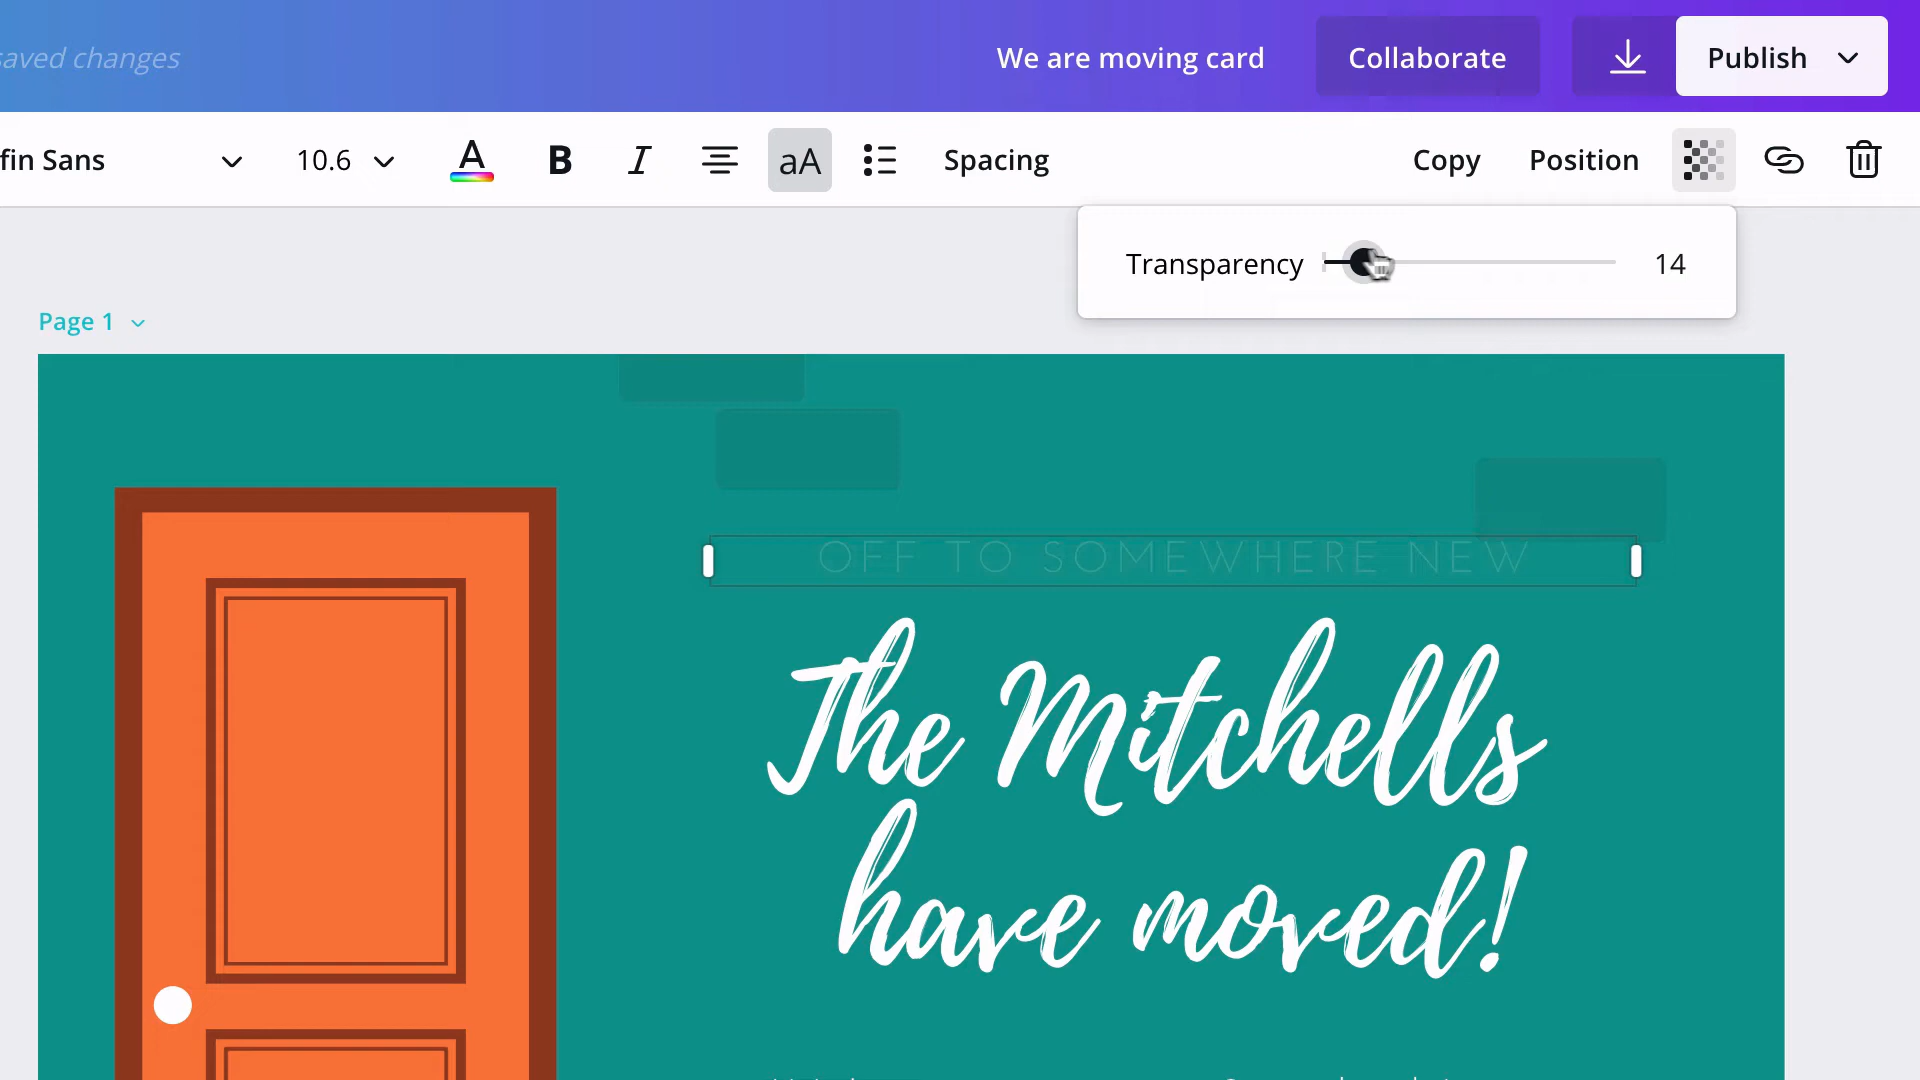 saved changes
We are moving card
Collaborate
Publish
fin Sans
10.6
A
B
I
aA
Spacing
Copy
Position
Transparency
14
Page 1
OFF TO SOMEWHERE NEW
The Mitchells
have moved!